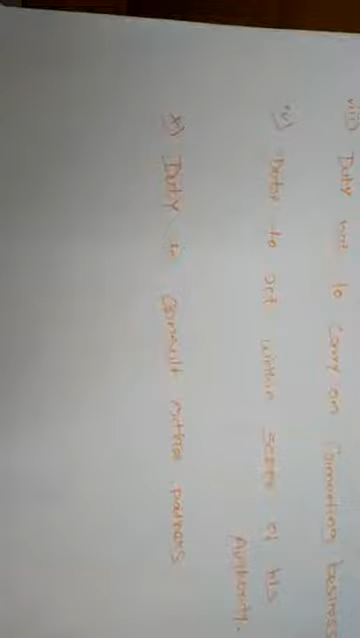 viii) Duty not to carry on Competing business
ix) Duty to act within scope of his
Authority.
x) Duty to Consult other partners